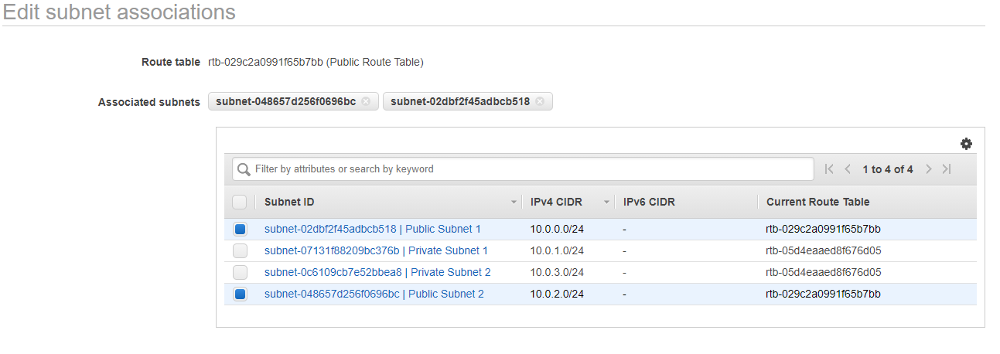 Edit subnet associations
Route table rtb-029c2a0991f65b7bb (Public Route Table)
Associated subnets subnet-048657d256f0696bc subnet-02dbf2f45adbcb518
Filter by attributes or search by keyword 1 to 4 of 4
Subnet ID IPv4 CIDR IPv6 CIDR Current Route Table
subnet-02dbf2f45adbcb518 | Public Subnet 1 10.0.0.0/24 - rtb-029c2a0991f65b7bb
subnet-07131f88209bc376b | Private Subnet 1 10.0.1.0/24 - rtb-05d4eaaed8f676d05
subnet-0c6109cb7e52bbea8 | Private Subnet 2 10.0.3.0/24 - rtb-05d4eaaed8f676d05
subnet-048657d256f0696bc | Public Subnet 2 10.0.2.0/24 - rtb-029c2a0991f65b7bb